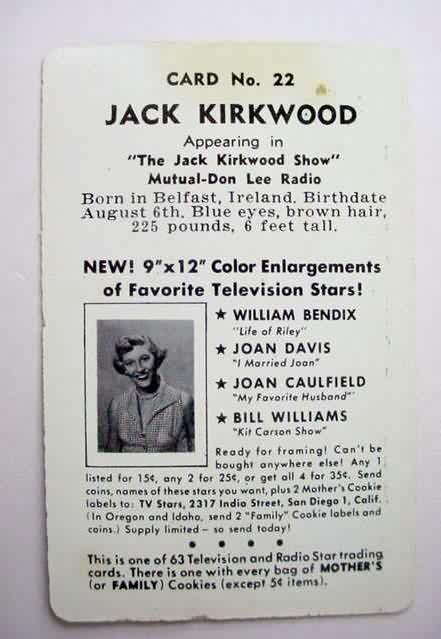 CARD No. 22
JACK KIRKWOOD
Appearing in
"The Jack Kirkwood Show"
Mutual-Don Lee Radio
Born in Belfast, Ireland. Birthdate
August 6th. Blue eyes, brown hair,
225 pounds, 6 feet tall.
NEW! 9"x12" Color Enlargements
of Favorite Television Stars!
★ WILLIAM BENDIX
"Life of Riley"
★ JOAN DAVIS
"I Married Joan"
★ JOAN CAULFIELD
"My Favorite Husband"
★ BILL WILLIAMS
"Kit Carson Show"
Ready for framing! Can't be
bought anywhere else! Any 1
listed for 15¢, any 2 for 25¢, or get all 4 for 35¢. Send
coins, names of these stars you want, plus 2 Mother's Cookie
labels to: TV Stars, 2317 India Street, San Diego 1, Calif.
(In Oregon and Idaho, send 2 "Family" Cookie labels and
coins.) Supply limited — so send today!
• • • •
This is one of 63 Television and Radio Star trading
cards. There is one with every bag of MOTHER'S
(or FAMILY) Cookies (except 5¢ items).